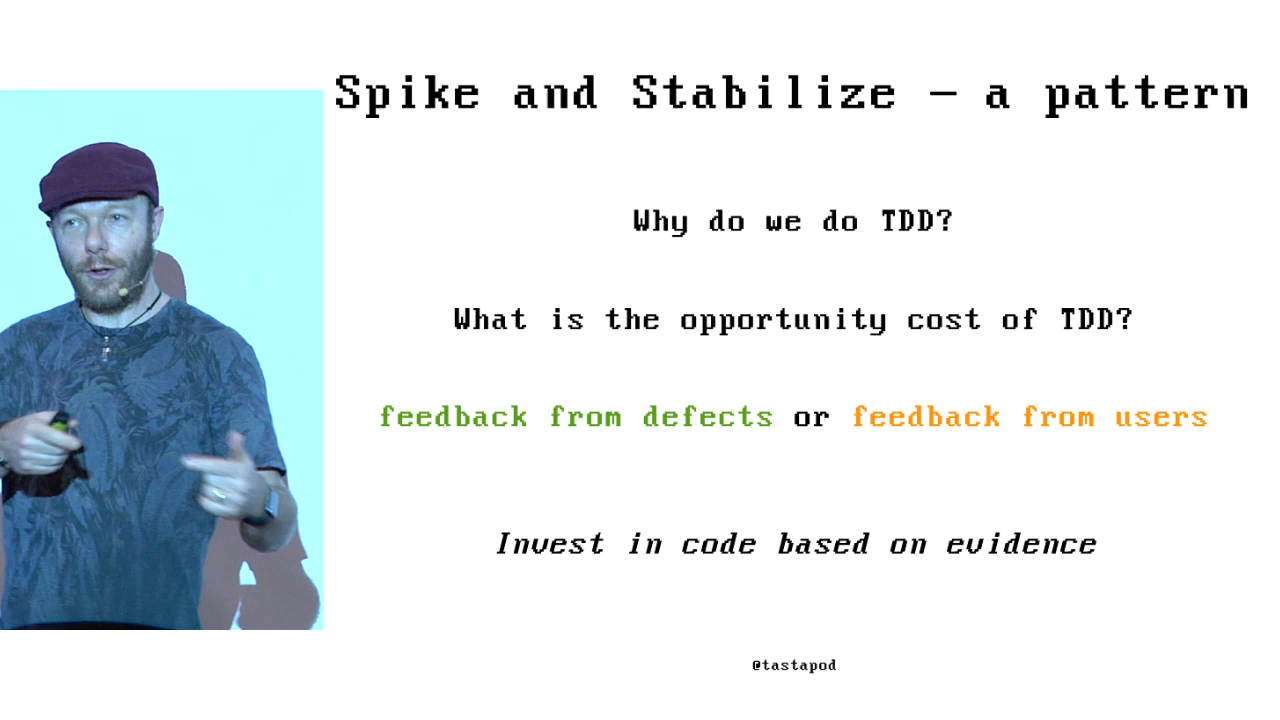 Spike and Stabilize — a pattern
Why do we do TDD?
What is the opportunity cost of TDD?
feedback from defects or feedback from users
Invest in code based on evidence
@tastapod